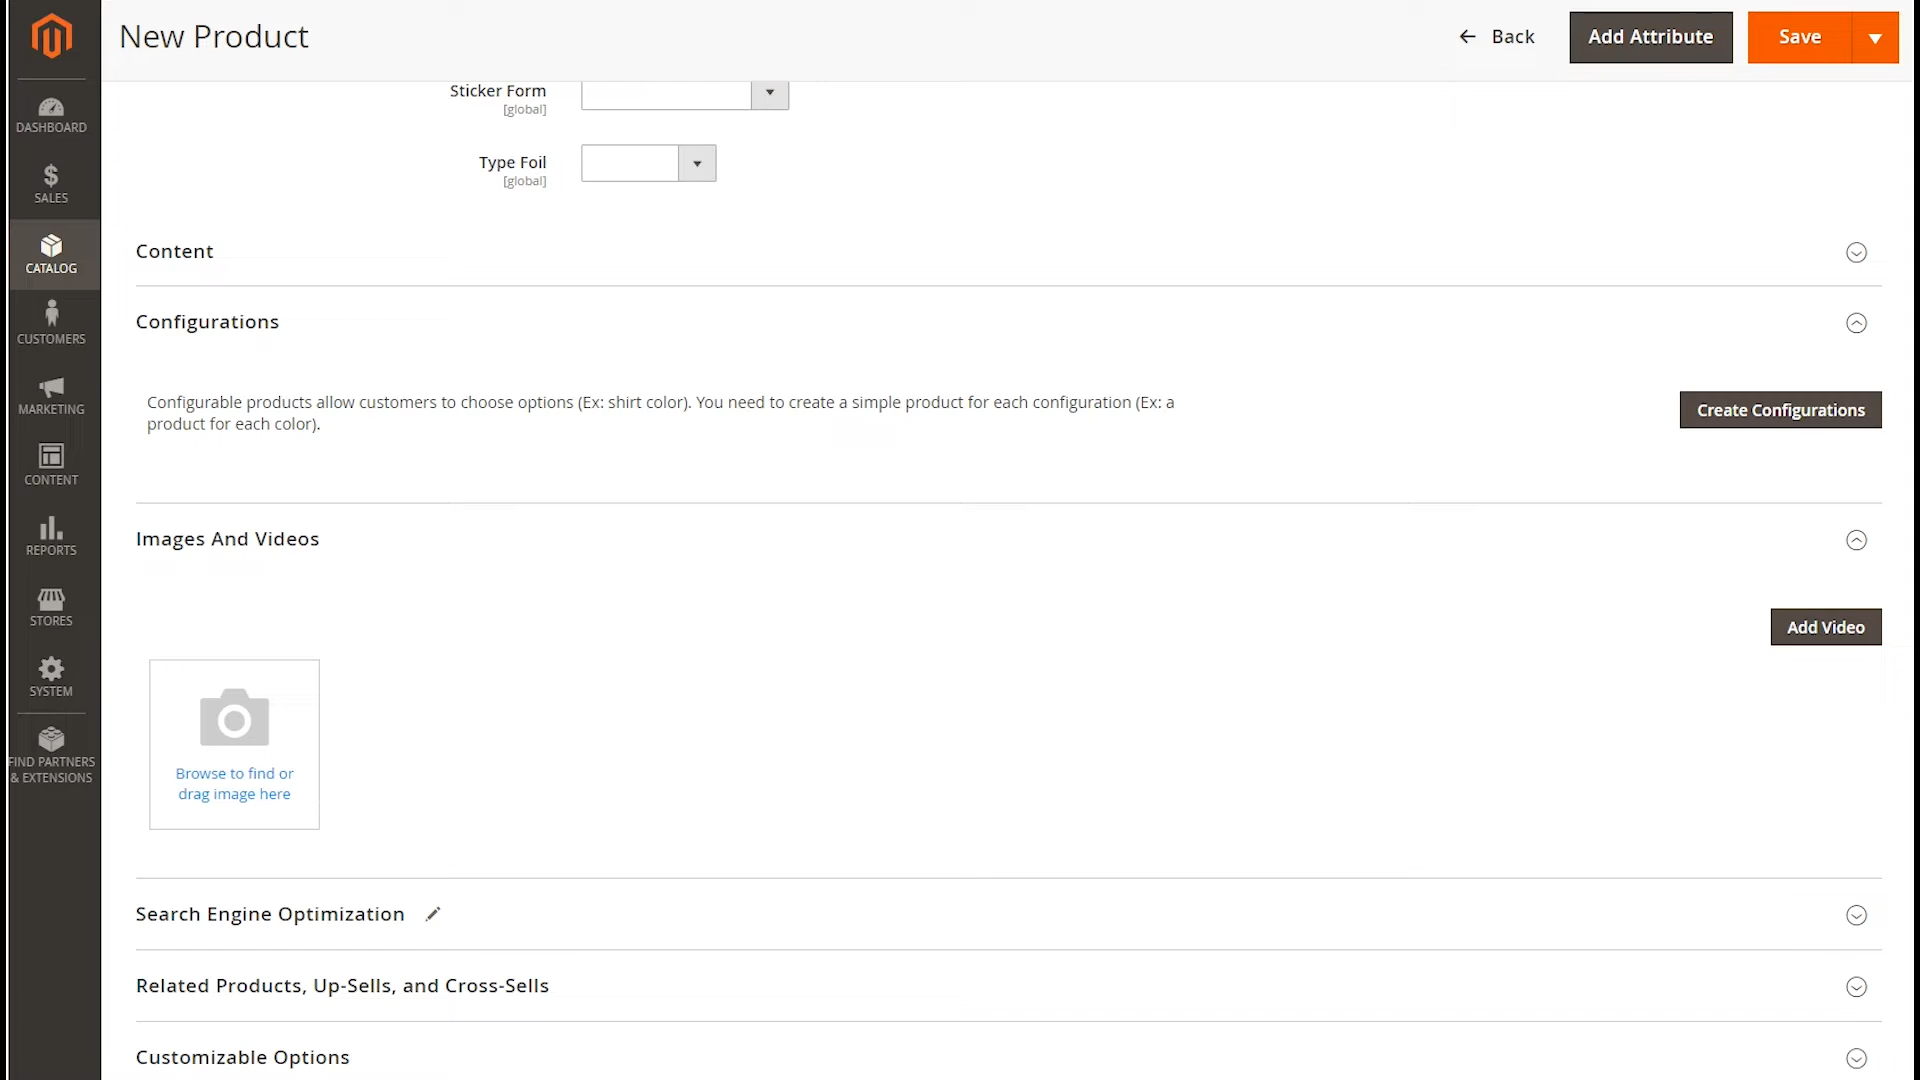 New Product
Back
Add Attribute
Save
DASHBOARD
SALES
CATALOG
CUSTOMERS
MARKETING
CONTENT
REPORTS
STORES
SYSTEM
FIND PARTNERS
& EXTENSIONS
Sticker Form
[global]
Type Foil
[global]
Content
Configurations
Configurable products allow customers to choose options (Ex: shirt color). You need to create a simple product for each configuration (Ex: a
product for each color).
Create Configurations
Images And Videos
Add Video
Browse to find or
drag image here
Search Engine Optimization
Related Products, Up-Sells, and Cross-Sells
Customizable Options